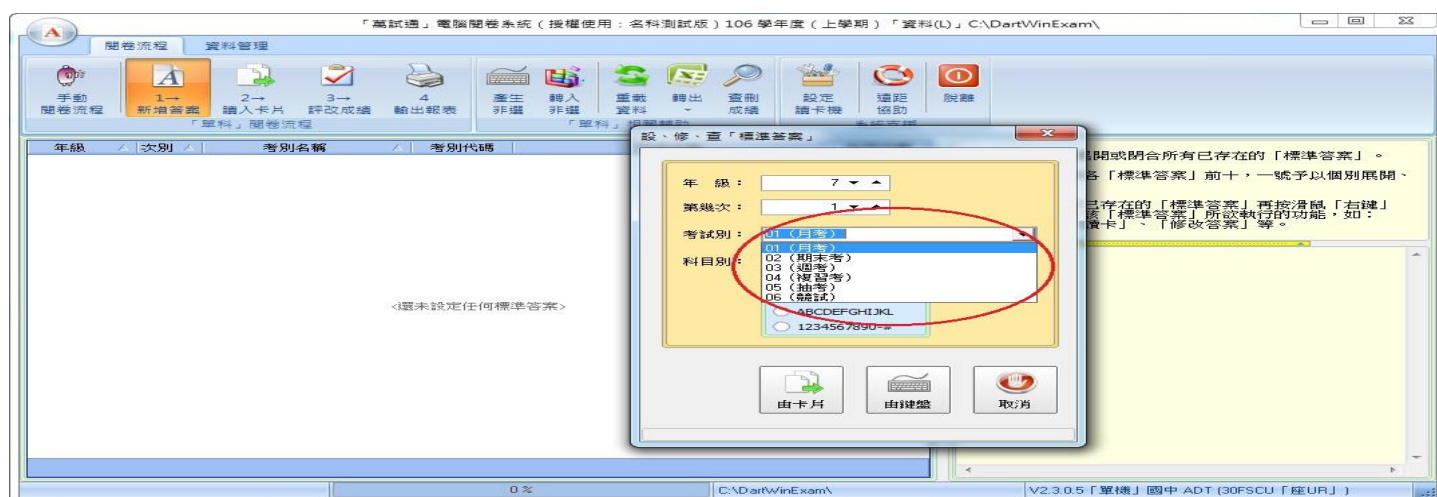 「萬試通」電腦閱卷系統（授權使用：名科測試版）106 學年度（上學期）「資料(L)」C:\DartWinExam\
閱卷流程 資料管理
手動閱卷流程
1→ 新增答案
2→ 讀入卡片
3→ 評改成績
4 輸出報表
產生非選
轉入非選
重載資料
轉出
查刪成績
設定讀卡機
遠距協助
脫離
「單科」閱卷流程
年級 次別 考別名稱 考別代碼
<還未設定任何標準答案>
設、修、查「標準答案」
年 級： 7
第幾次： 1
考試別： 01（月考）
01（月考）
02（期末考）
03（週考）
04（複習考）
05（抽考）
06（競試）
科目別：
ABCDEFGHIJKL
1234567890-#
由卡片 由鍵盤 取消
開或閉合所有已存在的「標準答案」。
各「標準答案」前十，一號予以個別展開、
已存在的「標準答案」再按滑鼠「右鍵」
該「標準答案」所欲執行的功能，如：
讀卡」、「修改答案」等。
0 % C:\DartWinExam\ V2.3.0.5「單機」國中 ADT (30FSCU「座UR」)